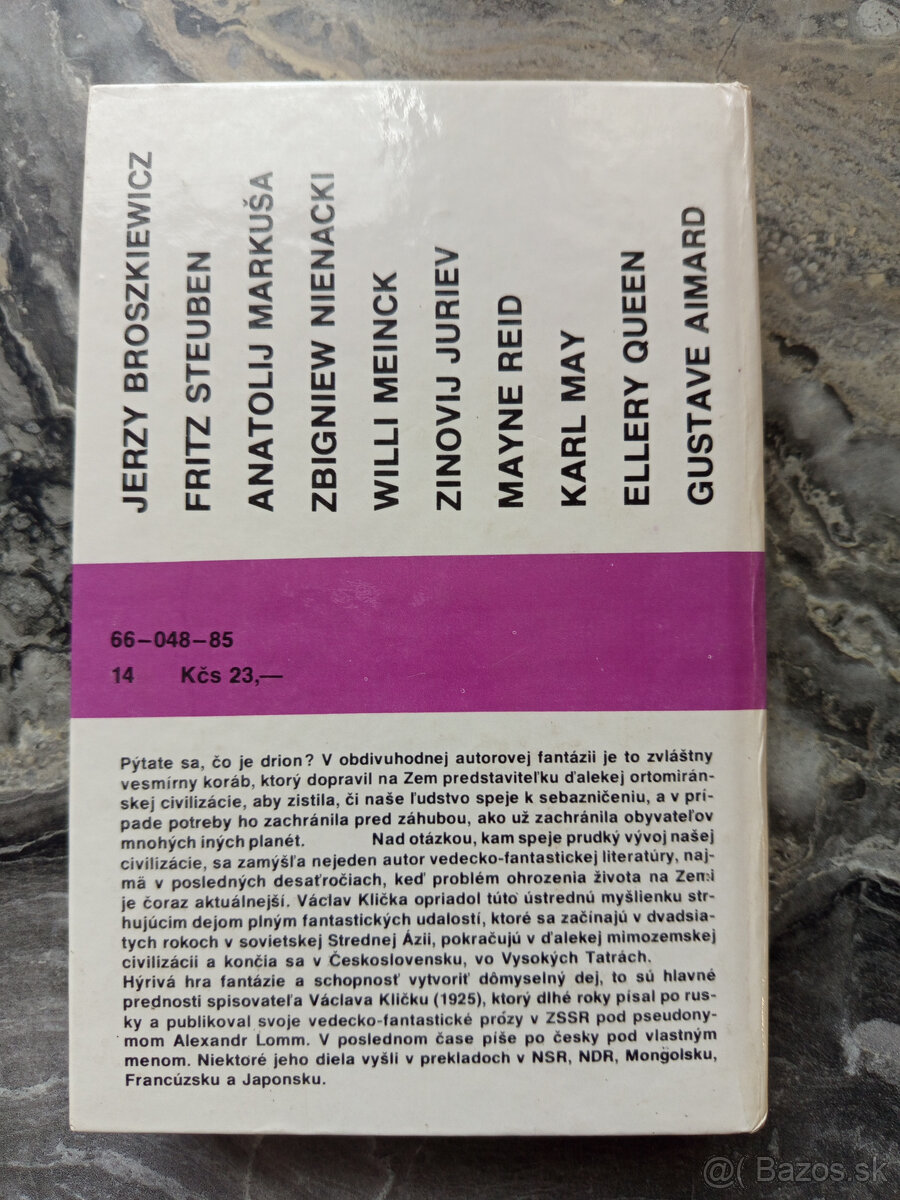 JERZY BROSZKIEWICZ
FRITZ STEUBEN
ANATOLIJ MARKUŠA
ZBIGNIEW NIENACKI
WILLI MEINCK
ZINOVIJ JURIEV
MAYNE REID
KARL MAY
ELLERY QUEEN
GUSTAVE AIMARD
66—048—85
14 Kčs 23,—
Pýtate sa, čo je drion? V obdivuhodnej autorovej fantázii je to zvláštny
vesmírny koráb, ktorý dopravil na Zem predstaviteľku ďalekej ortomirán-
skej civilizácie, aby zistila, či naše ľudstvo speje k sebazničeniu, a v prí-
pade potreby ho zachránila pred záhubou, ako už zachránila obyvateľov
mnohých iných planét. Nad otázkou, kam speje prudký vývoj našej
civilizácie, sa zamýšľa nejeden autor vedecko-fantastickej literatúry, naj-
mä v posledných desaťročiach, keď problém ohrozenia života na Zemi
je čoraz aktuálnejší. Václav Klička opriadol túto ústrednú myšlienku str-
hujúcim dejom plným fantastických udalostí, ktoré sa začínajú v dvadsia-
tych rokoch v sovietskej Strednej Ázii, pokračujú v ďalekej mimozemskej
civilizácii a končia sa v Československu, vo Vysokých Tatrách.
Hýrivá hra fantázie a schopnosť vytvoriť dômyselný dej, to sú hlavné
prednosti spisovateľa Václava Kličku (1925), ktorý dlhé roky písal po rus-
ky a publikoval svoje vedecko-fantastické prózy v ZSSR pod pseudony-
mom Alexandr Lomm. V poslednom čase píše po česky pod vlastným
menom. Niektoré jeho diela vyšli v prekladoch v NSR, NDR, Mongolsku,
Francúzsku a Japonsku.
@( Bazos.sk